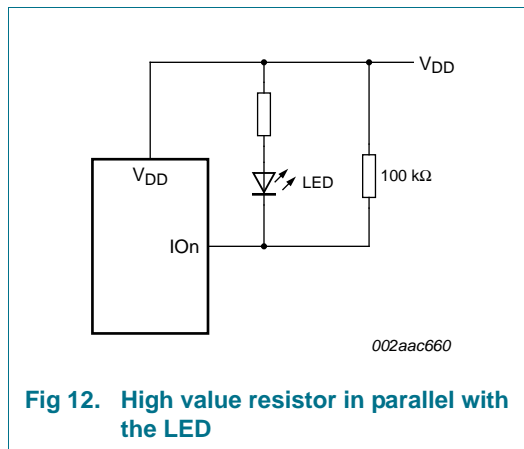 VDD
VDD
LED
100 kΩ
IOn
002aac660
Fig 12. High value resistor in parallel with
the LED